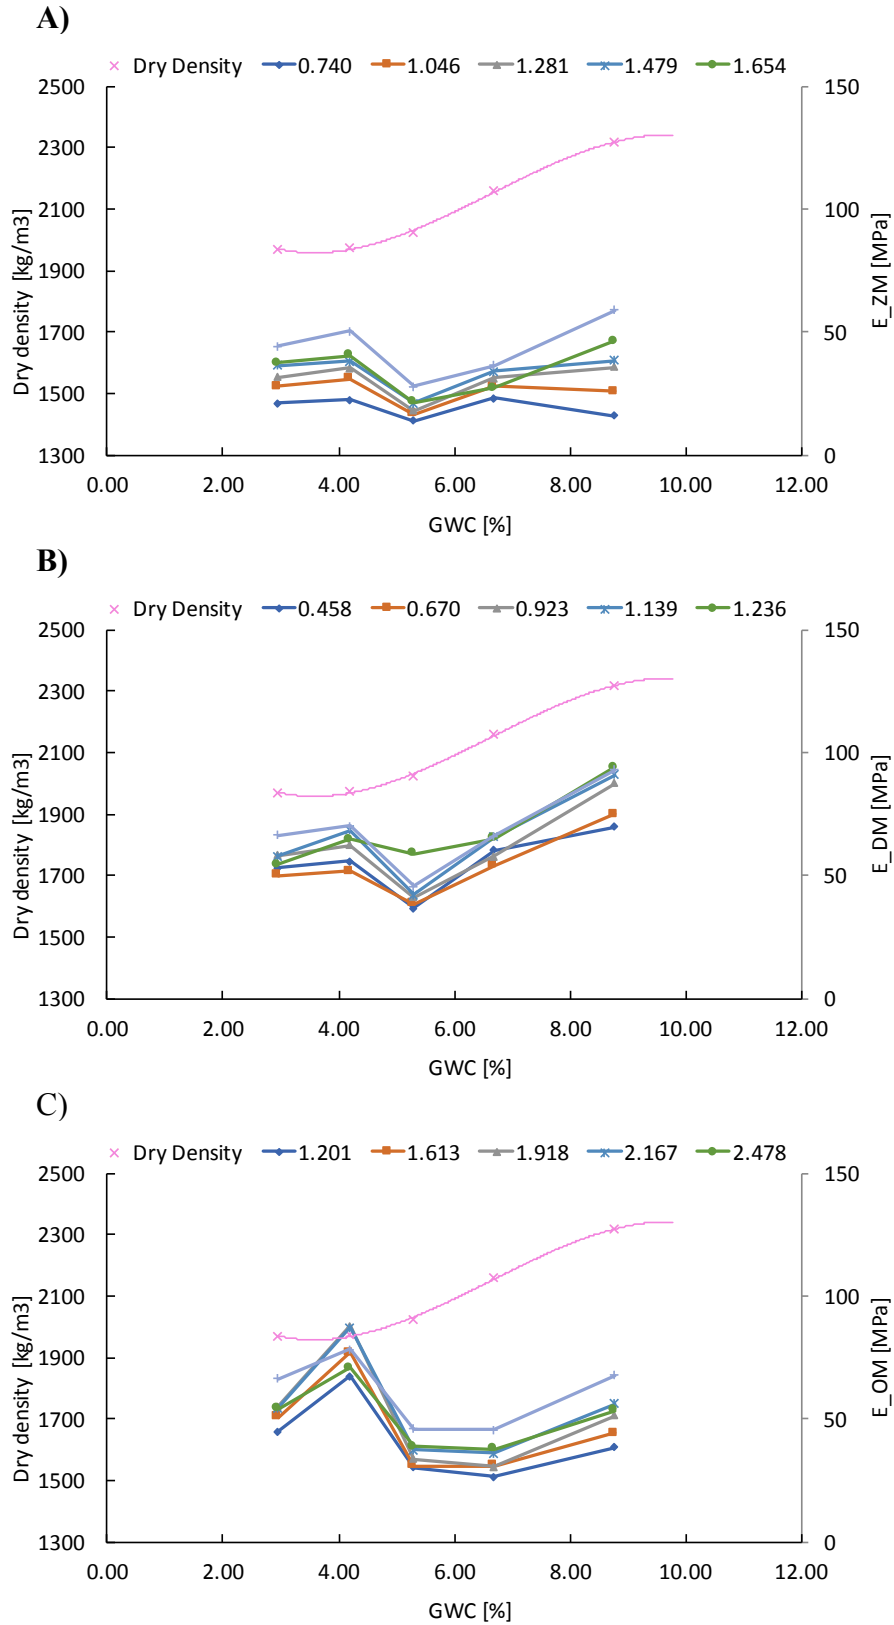 A)
Dry Density 0.740 1.046 1.281 1.479 1.654
2500 150
2300
2100 100
1900
1700 50
1500
1300 0
0.00 2.00 4.00 6.00 8.00 10.00 12.00
Dry density [kg/m3]
E_ZM [MPa]
GWC [%]
B)
Dry Density 0.458 0.670 0.923 1.139 1.236
2500 150
2300
2100 100
1900
1700 50
1500
1300 0
0.00 2.00 4.00 6.00 8.00 10.00 12.00
Dry density [kg/m3]
E_DM [MPa]
GWC [%]
C)
Dry Density 1.201 1.613 1.918 2.167 2.478
2500 150
2300
2100 100
1900
1700 50
1500
1300 0
0.00 2.00 4.00 6.00 8.00 10.00 12.00
Dry density [kg/m3]
E_OM [MPa]
GWC [%]